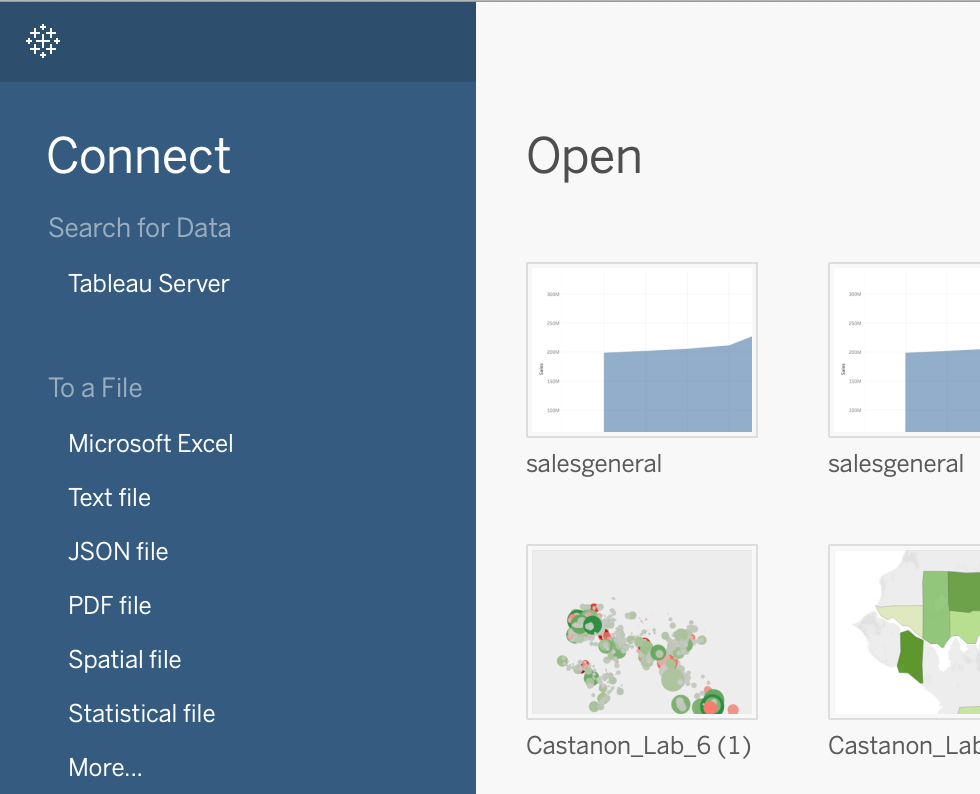 Connect
Search for Data
Tableau Server
To a File
Microsoft Excel
Text file
JSON file
PDF file
Spatial file
Statistical file
More...
Open
300M
250M
200M
150M
100M
Sales
salesgeneral
300M
250M
200M
150M
100M
Sales
salesgeneral
Castanon_Lab_6 (1)
Castanon_Lab